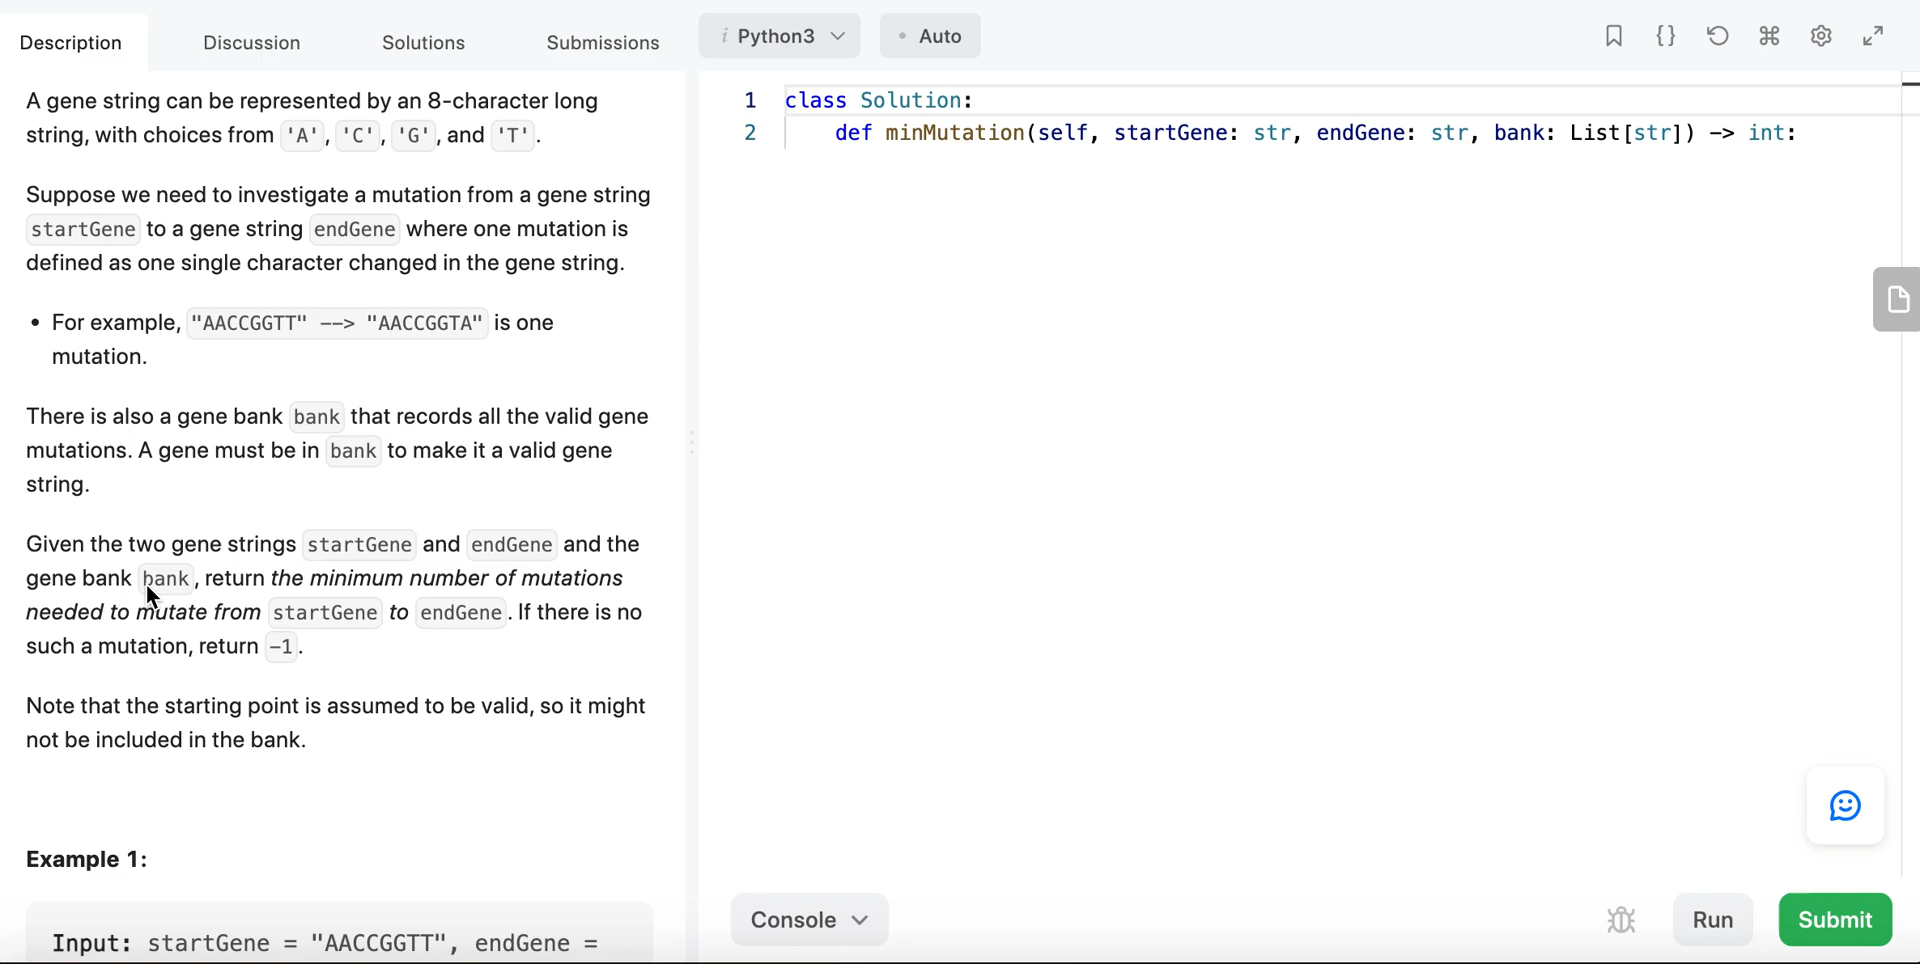 Description Discussion Solutions Submissions
i Python3 • Auto
A gene string can be represented by an 8-character long
string, with choices from 'A', 'C', 'G', and 'T'.
Suppose we need to investigate a mutation from a gene string
startGene to a gene string endGene where one mutation is
defined as one single character changed in the gene string.
• For example, "AACCGGTT" --> "AACCGGTA" is one
mutation.
There is also a gene bank bank that records all the valid gene
mutations. A gene must be in bank to make it a valid gene
string.
Given the two gene strings startGene and endGene and the
gene bank bank, return the minimum number of mutations
needed to mutate from startGene to endGene. If there is no
such a mutation, return -1.
Note that the starting point is assumed to be valid, so it might
not be included in the bank.
Example 1:
Input: startGene = "AACCGGTT", endGene =
1 class Solution:
2 def minMutation(self, startGene: str, endGene: str, bank: List[str]) -> int:
Console
Run
Submit